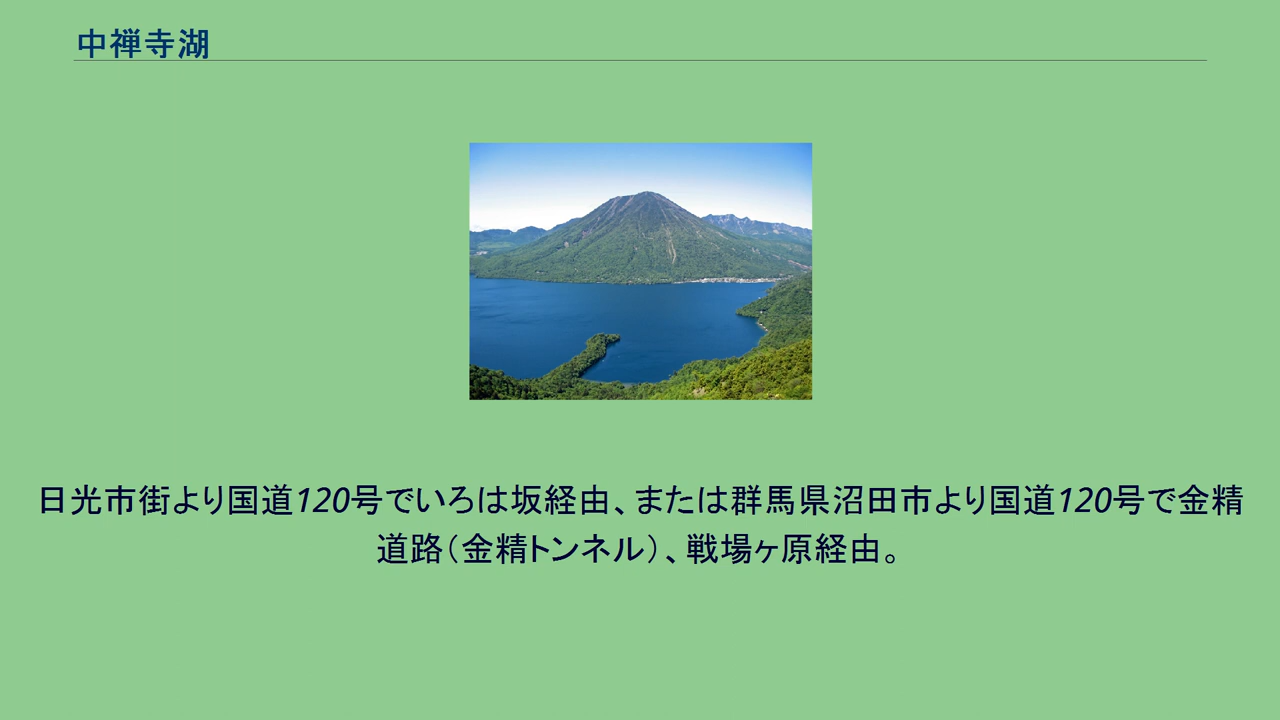 中禅寺湖
日光市街より国道120号でいろは坂経由、または群馬県沼田市より国道120号で金精
道路（金精トンネル）、戦場ヶ原経由。